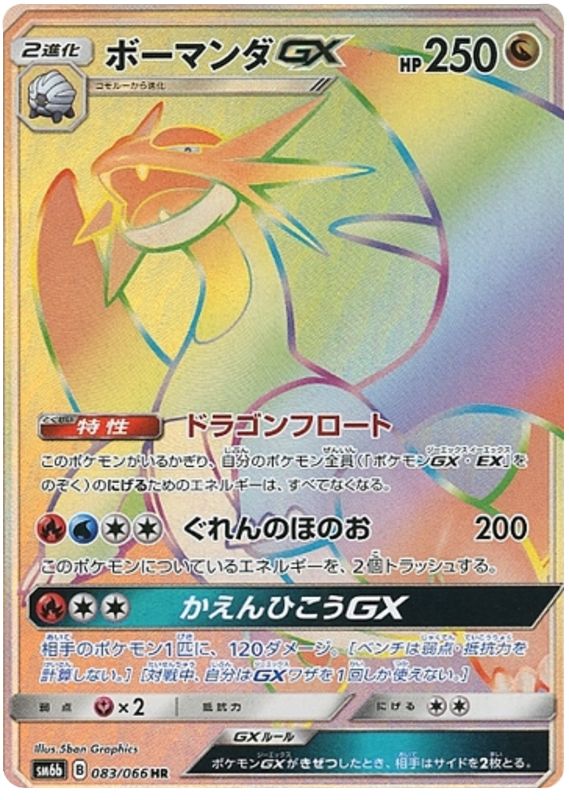 2進化 ボーマンダGX HP250
コモルーから進化
特性 ドラゴンフロート
このポケモンがいるかぎり、自分のポケモン全員(「ポケモンGX・EX」を
のぞく)のにげるためのエネルギーは、すべてなくなる。
ぐれんのほのお 200
このポケモンについているエネルギーを、2個トラッシュする。
かえんひこうGX
相手のポケモン1匹に、120ダメージ。[ベンチは弱点・抵抗力を
計算しない。] [対戦中、自分はGXワザを1回しか使えない。]
弱点 ×2 抵抗力 にげる
GXルール
Illus.5ban Graphics
ポケモンGXがきぜつしたとき、相手はサイドを2枚とる。
sm6b B 083/066 HR